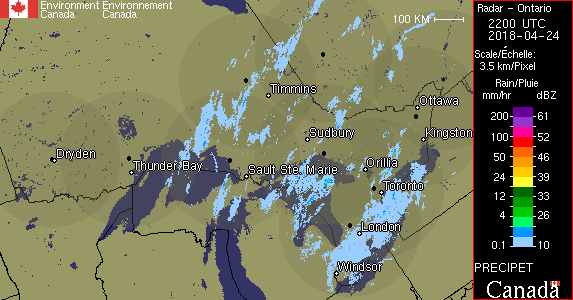 Environment Environnement
Canada Canada
100 KM
Timmins
Ottawa
Sudbury
Kingston
Dryden
Thunder Bay
Sault Ste. Marie
Orillia
Toronto
London
Windsor
Radar - Ontario
2200 UTC
2018-04-24
Scale/Échelle:
3.5 km/Pixel
Rain/Pluie
mm/hr dBZ
200 61
100 52
50 46
24 39
12 33
4 26
0.1 10
PRECIPET
Canada